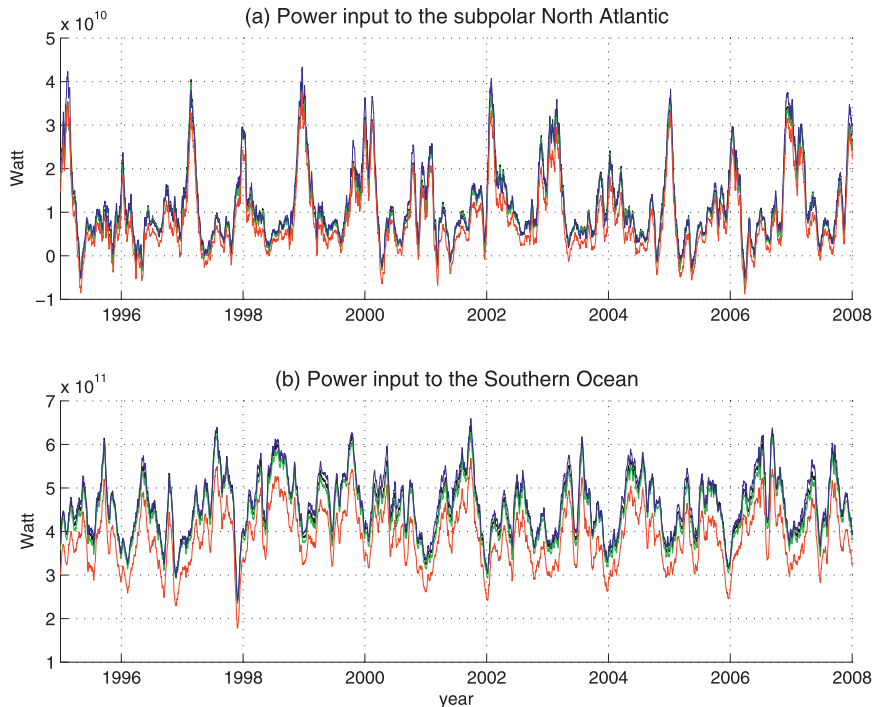 (a) Power input to the subpolar North Atlantic
x 10^10
5
4
3
2
1
0
−1
Watt
1996 1998 2000 2002 2004 2006 2008
(b) Power input to the Southern Ocean
x 10^11
7
6
5
4
3
2
1
Watt
1996 1998 2000 2002 2004 2006 2008
year